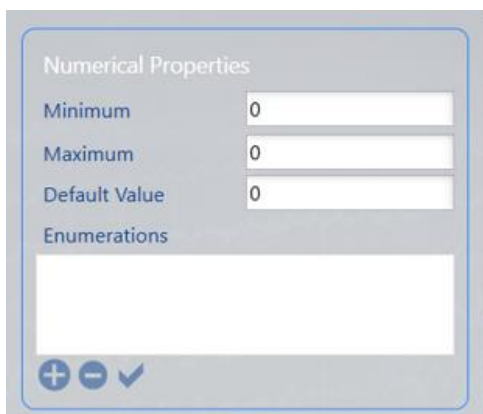 Numerical Properties
Minimum 0
Maximum 0
Default Value 0
Enumerations